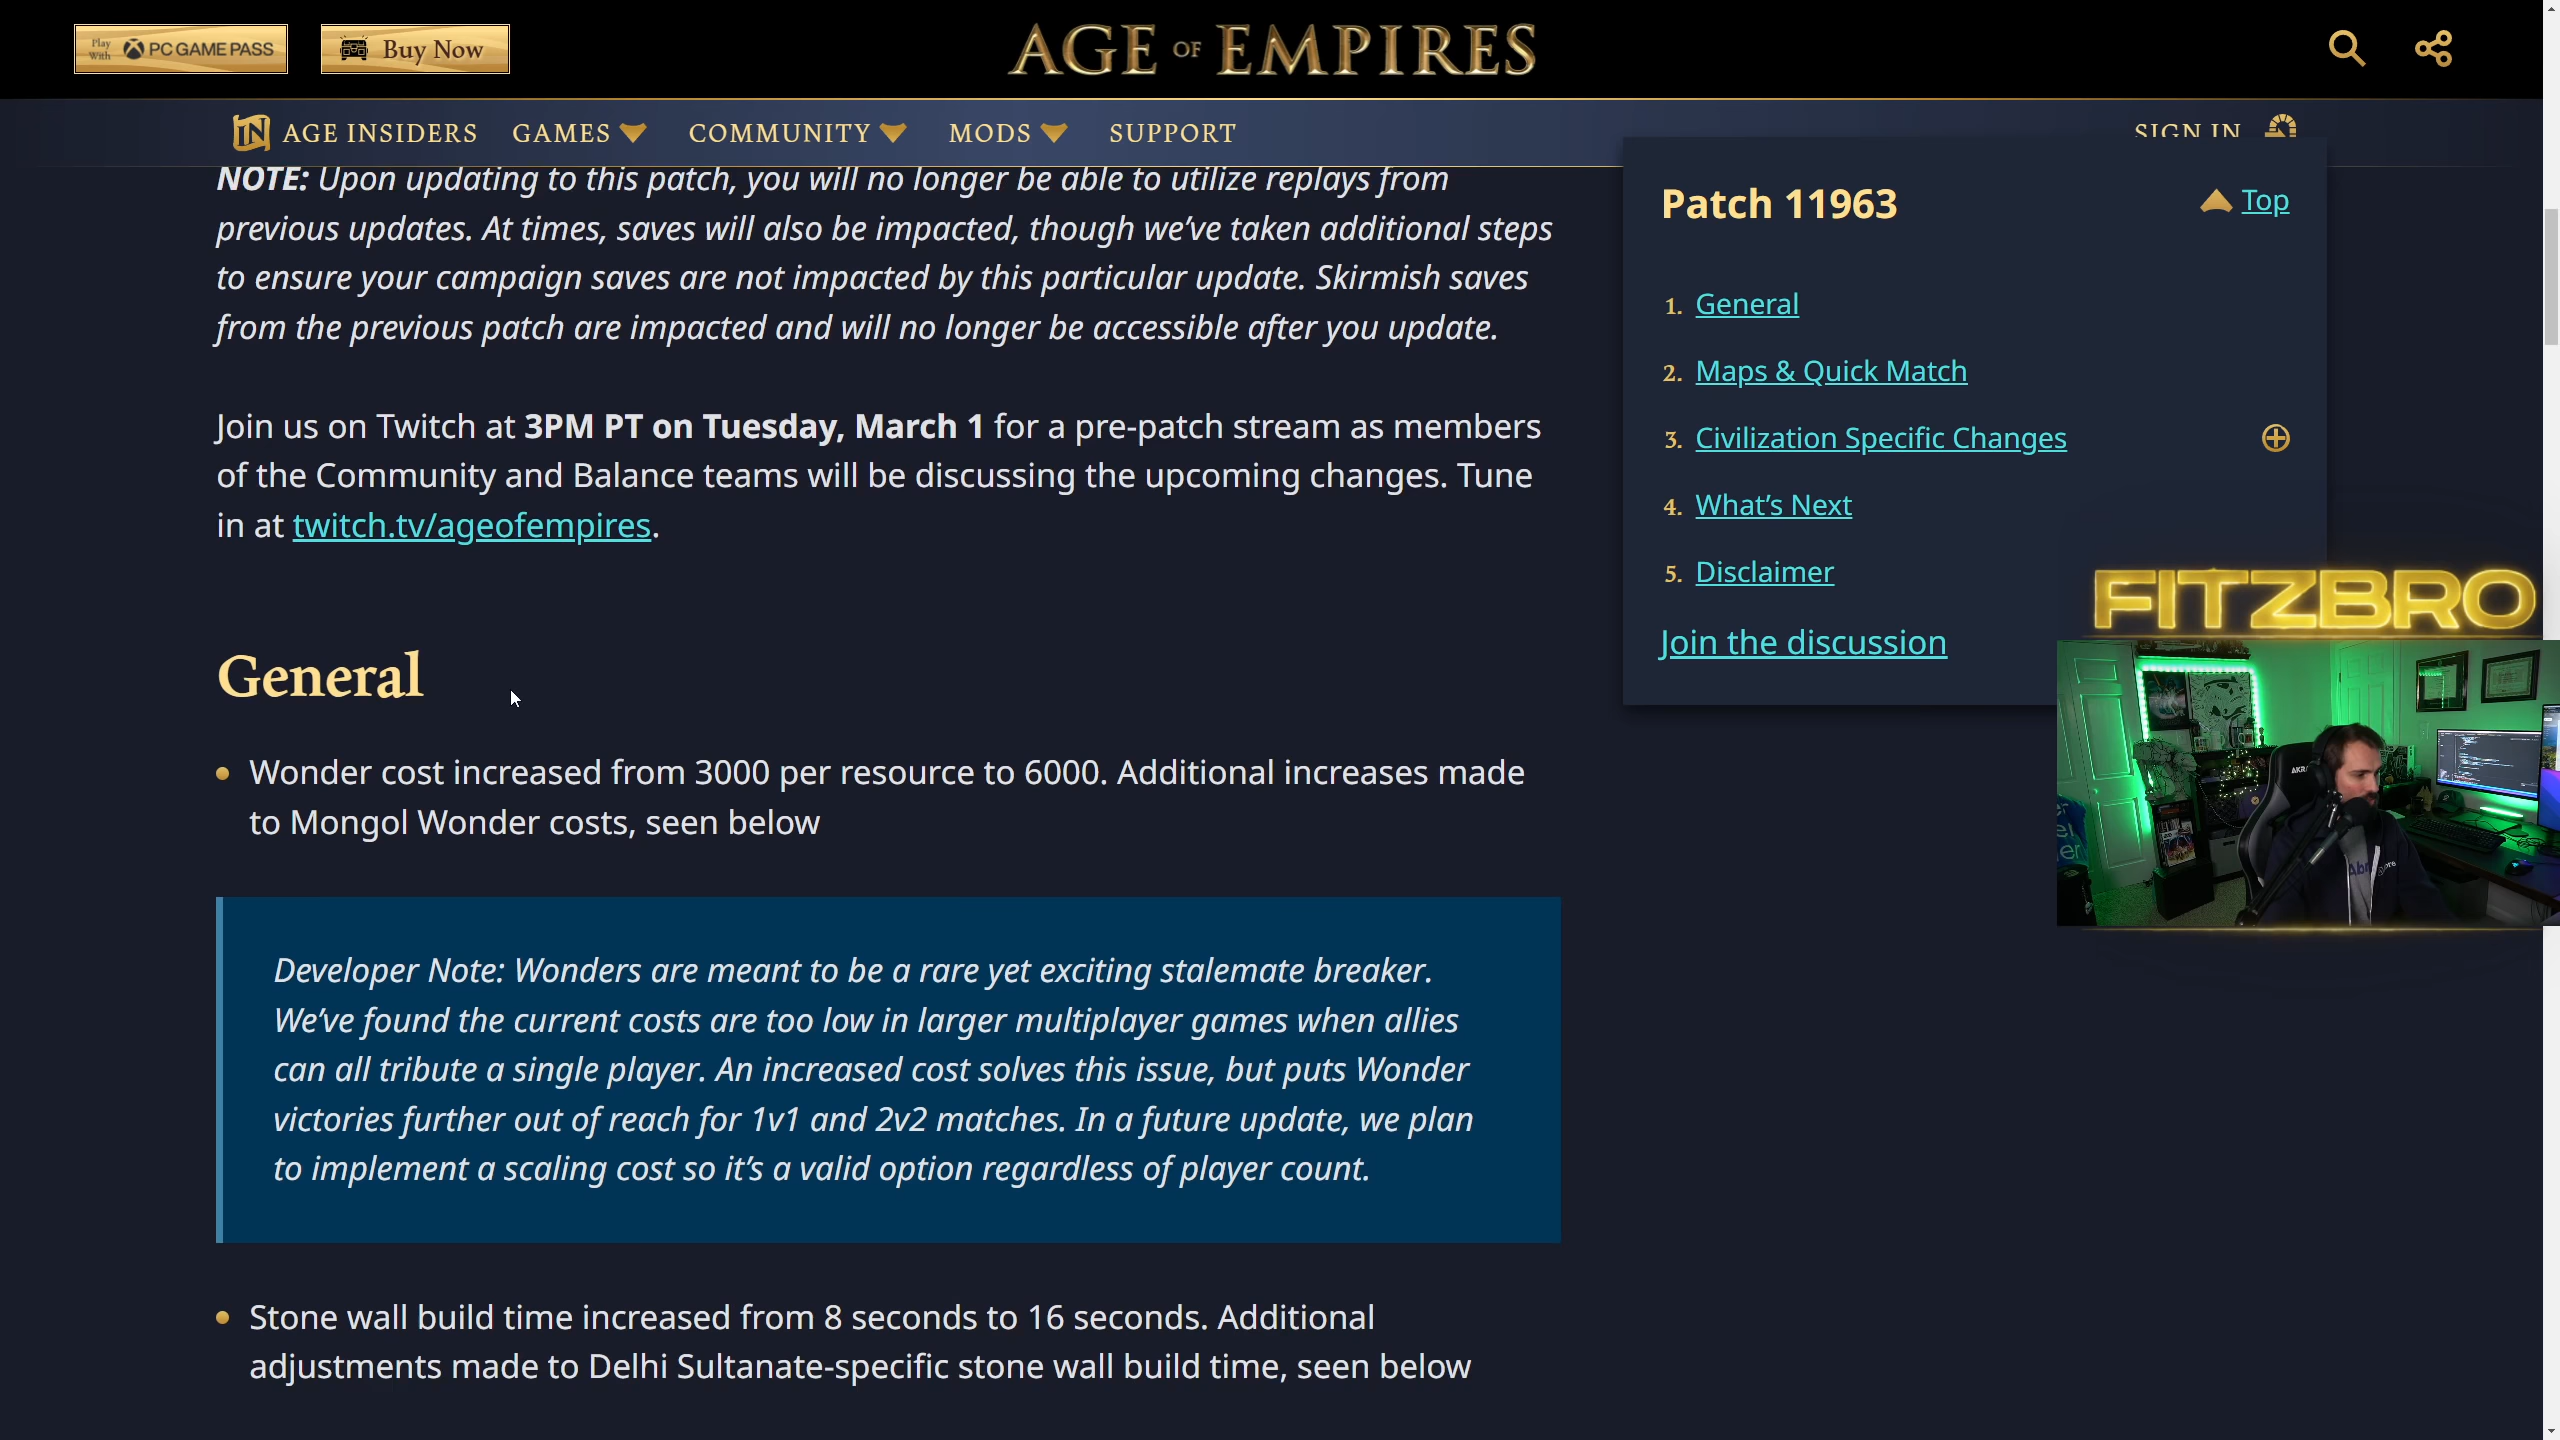 Play With PC GAME PASS
Buy Now
AGE OF EMPIRES
AGE INSIDERS
GAMES
COMMUNITY
MODS
SUPPORT
SIGN IN
NOTE: Upon updating to this patch, you will no longer be able to utilize replays from
previous updates. At times, saves will also be impacted, though we’ve taken additional steps
to ensure your campaign saves are not impacted by this particular update. Skirmish saves
from the previous patch are impacted and will no longer be accessible after you update.
Join us on Twitch at 3PM PT on Tuesday, March 1 for a pre-patch stream as members
of the Community and Balance teams will be discussing the upcoming changes. Tune
in at twitch.tv/ageofempires.
General
Wonder cost increased from 3000 per resource to 6000. Additional increases made
to Mongol Wonder costs, seen below
Developer Note: Wonders are meant to be a rare yet exciting stalemate breaker.
We’ve found the current costs are too low in larger multiplayer games when allies
can all tribute a single player. An increased cost solves this issue, but puts Wonder
victories further out of reach for 1v1 and 2v2 matches. In a future update, we plan
to implement a scaling cost so it’s a valid option regardless of player count.
Stone wall build time increased from 8 seconds to 16 seconds. Additional
adjustments made to Delhi Sultanate-specific stone wall build time, seen below
Patch 11963
Top
1. General
2. Maps & Quick Match
3. Civilization Specific Changes
4. What’s Next
5. Disclaimer
Join the discussion
FITZBRO